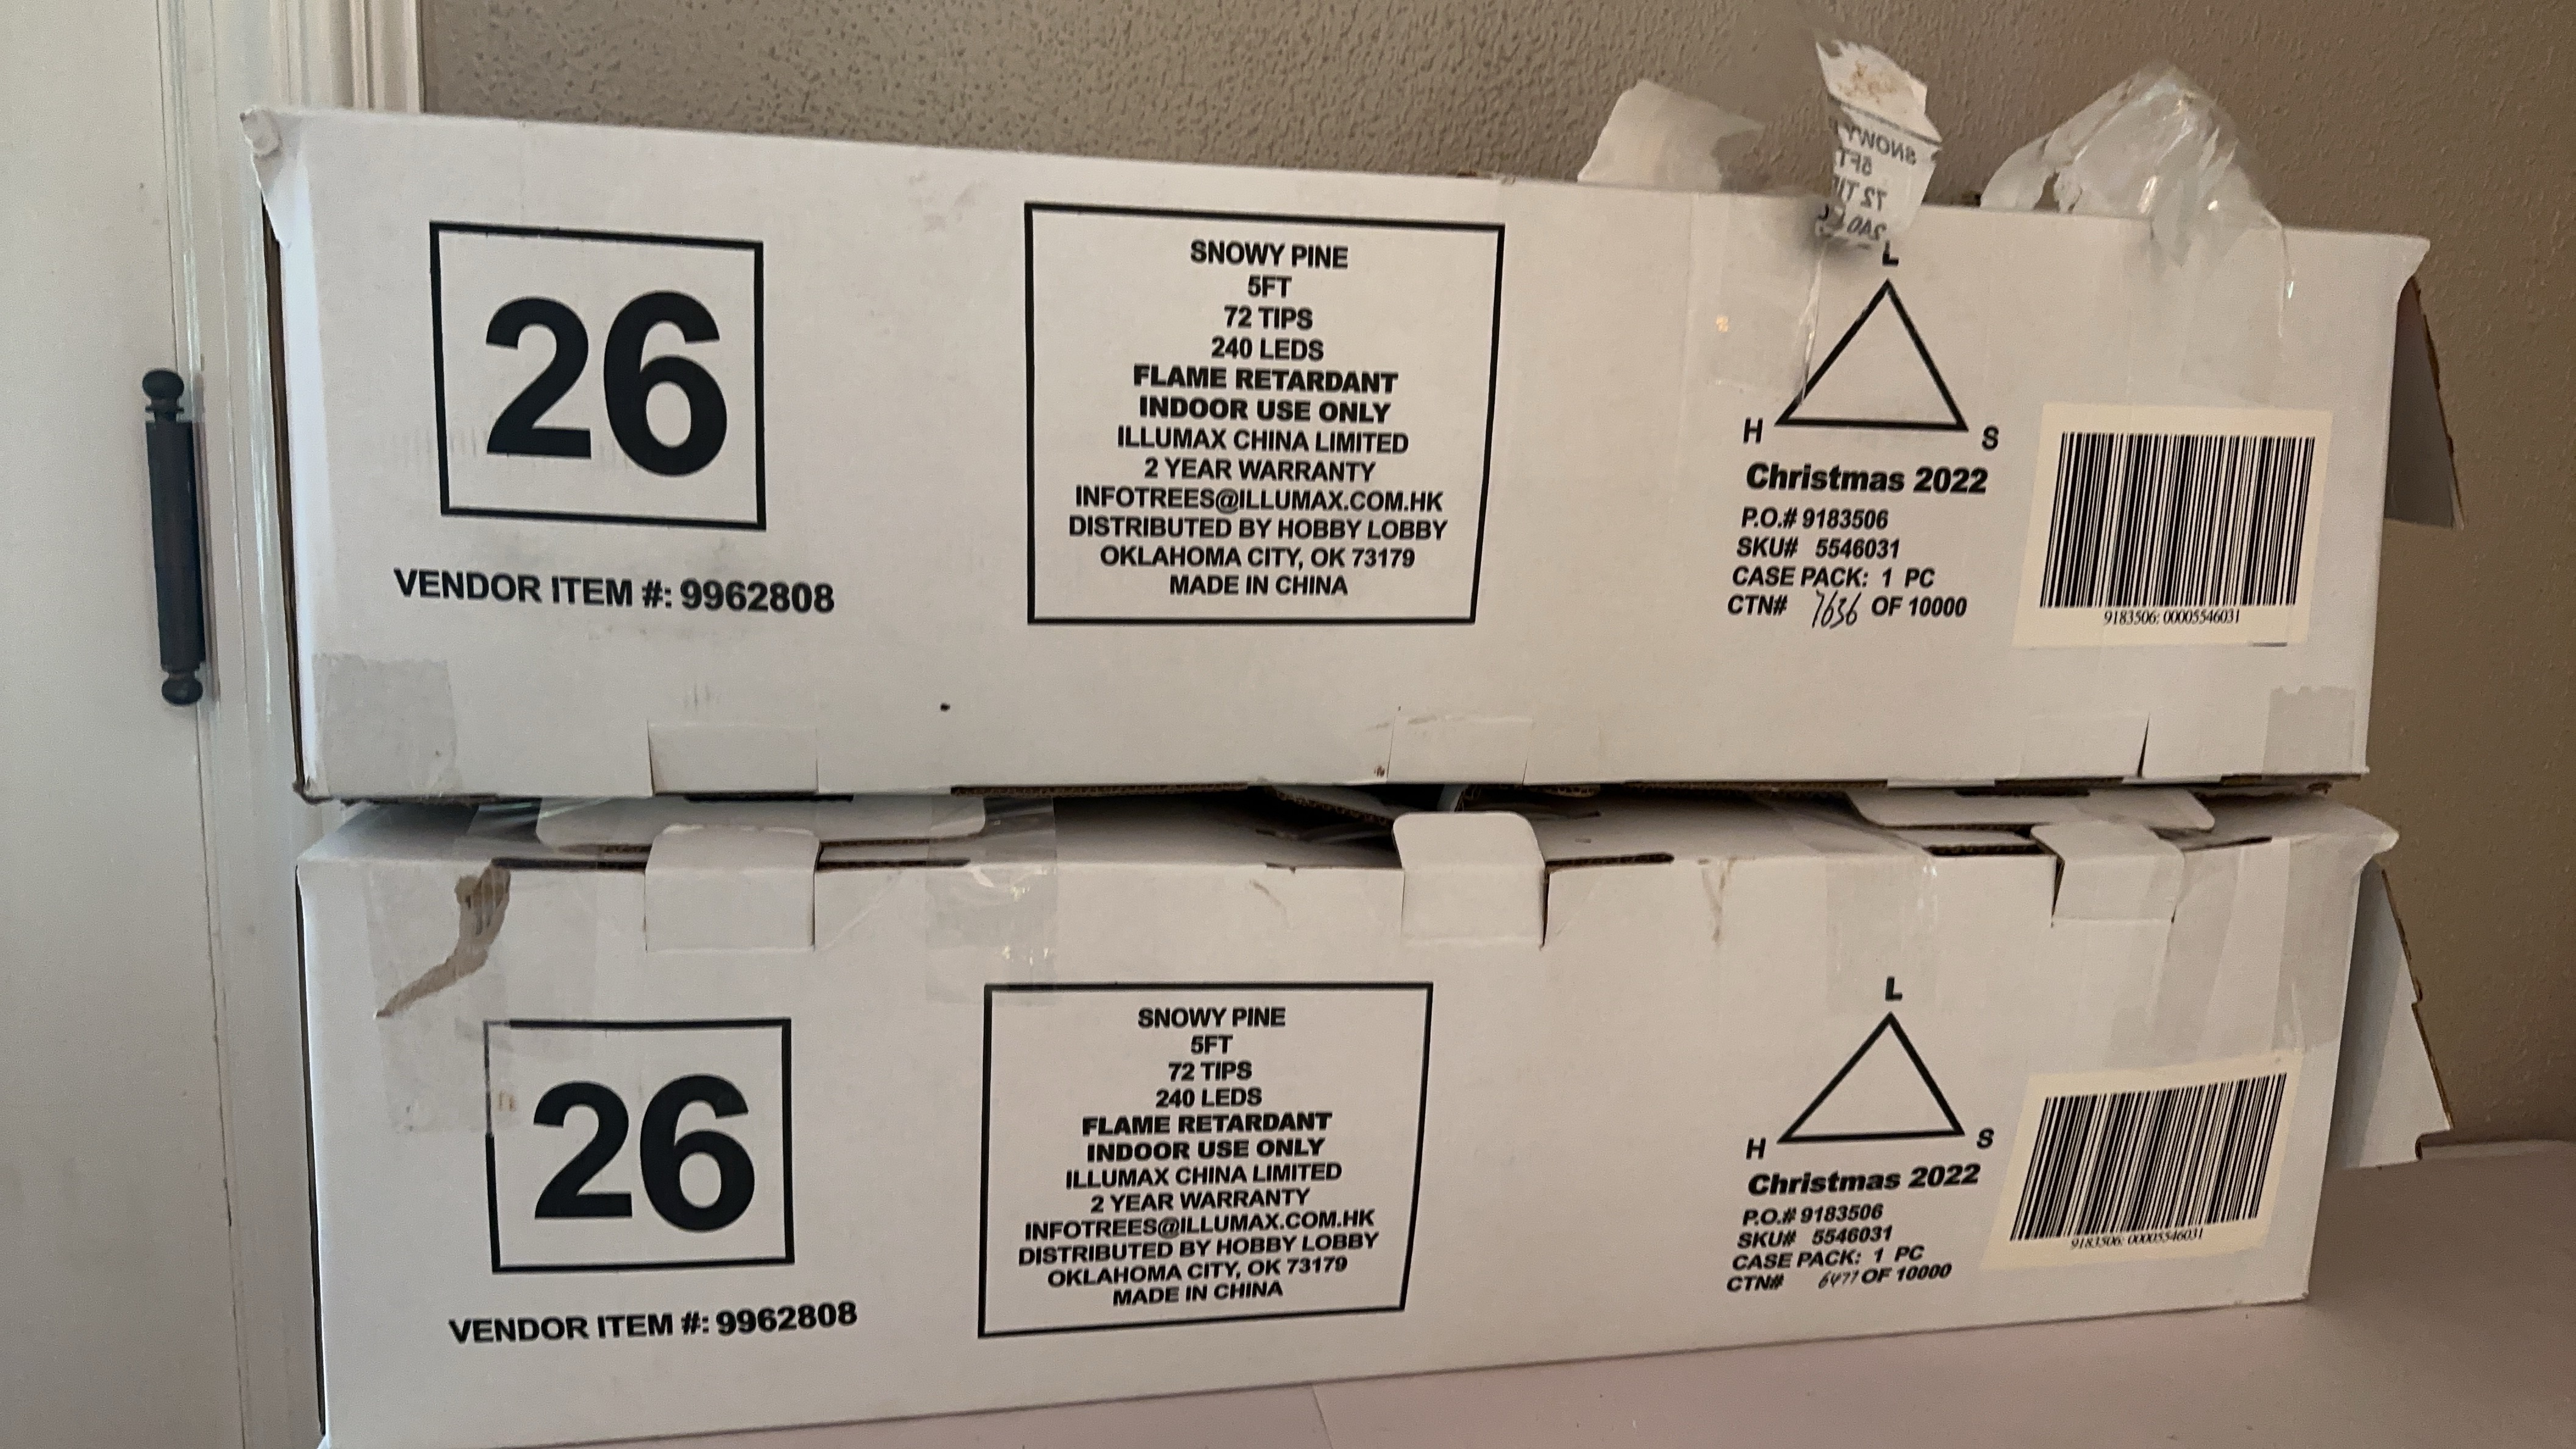 SNOWY
5FT
72 TI
240 L
26
VENDOR ITEM #: 9962808
SNOWY PINE
5FT
72 TIPS
240 LEDS
FLAME RETARDANT
INDOOR USE ONLY
ILLUMAX CHINA LIMITED
2 YEAR WARRANTY
INFOTREES@ILLUMAX.COM.HK
DISTRIBUTED BY HOBBY LOBBY
OKLAHOMA CITY, OK 73179
MADE IN CHINA
L
H S
Christmas 2022
P.O.# 9183506
SKU# 5546031
CASE PACK: 1 PC
CTN# 7636 OF 10000
9183506: 00005546031
26
VENDOR ITEM #: 9962808
SNOWY PINE
5FT
72 TIPS
240 LEDS
FLAME RETARDANT
INDOOR USE ONLY
ILLUMAX CHINA LIMITED
2 YEAR WARRANTY
INFOTREES@ILLUMAX.COM.HK
DISTRIBUTED BY HOBBY LOBBY
OKLAHOMA CITY, OK 73179
MADE IN CHINA
L
H S
Christmas 2022
P.O.# 9183506
SKU# 5546031
CASE PACK: 1 PC
CTN# OF 10000
9183506: 00005546031